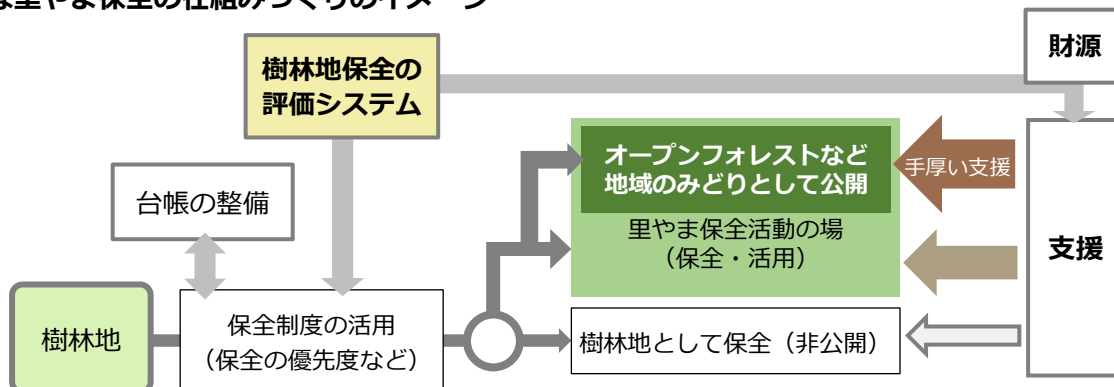 な里やま保全の仕組みづくりのイメージ
財源
樹林地保全の
評価システム
オープンフォレストなど
地域のみどりとして公開
手厚い支援
台帳の整備
里やま保全活動の場
(保全・活用)
支援
樹林地
保全制度の活用
(保全の優先度など)
樹林地として保全(非公開)